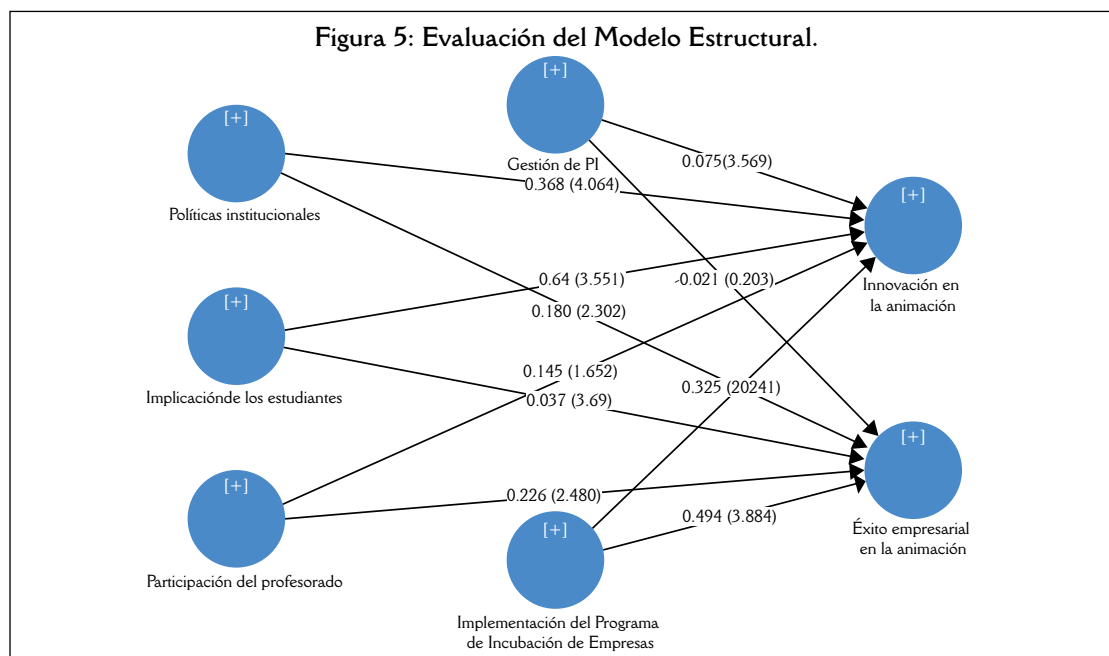 Figura 5: Evaluación del Modelo Estructural.
[+]
Gestión de PI
[+]
Políticas institucionales
0.075(3.569)
0.368 (4.064)
[+]
Innovación en
la animación
0.64 (3.551)
-0.021 (0.203)
0.180 (2.302)
[+]
Implicaciónde los estudiantes
0.145 (1.652)
0.037 (3.69)
0.325 (20241)
[+]
Éxito empresarial
en la animación
[+]
Participación del profesorado
0.226 (2.480)
0.494 (3.884)
[+]
Implementación del Programa
de Incubación de Empresas